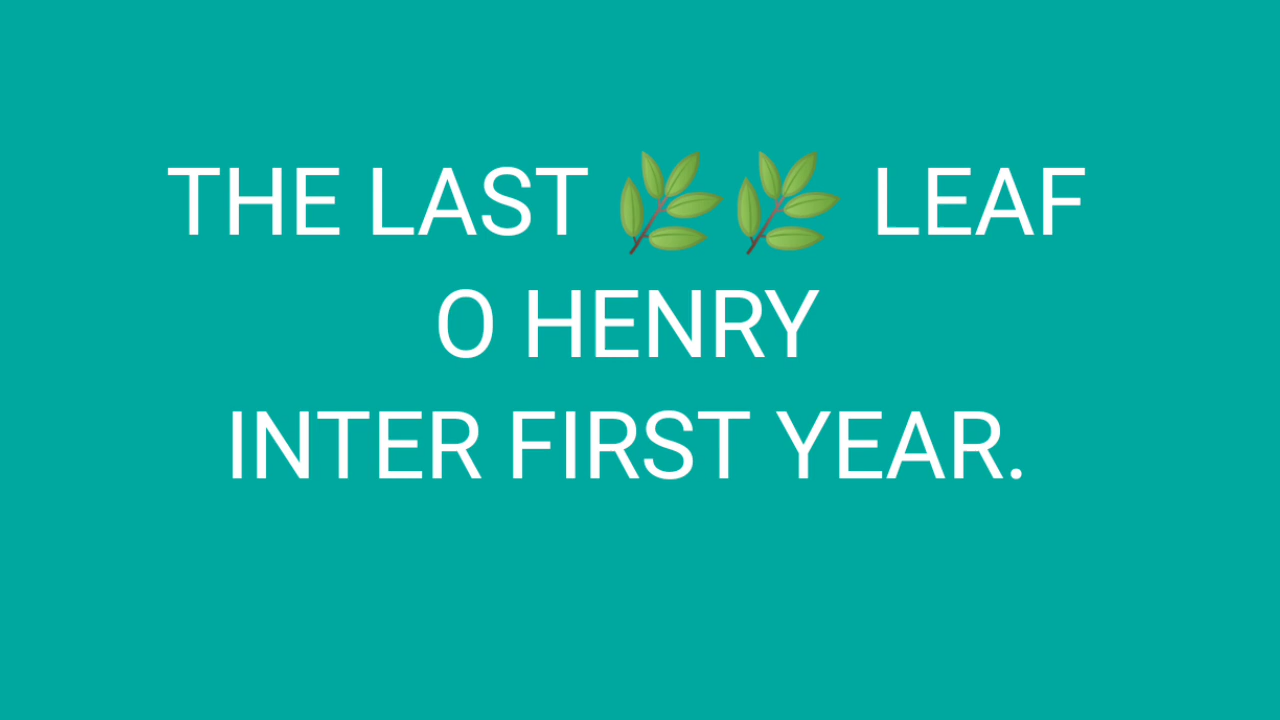 THE LAST 🌿🌿 LEAF
O HENRY
INTER FIRST YEAR.